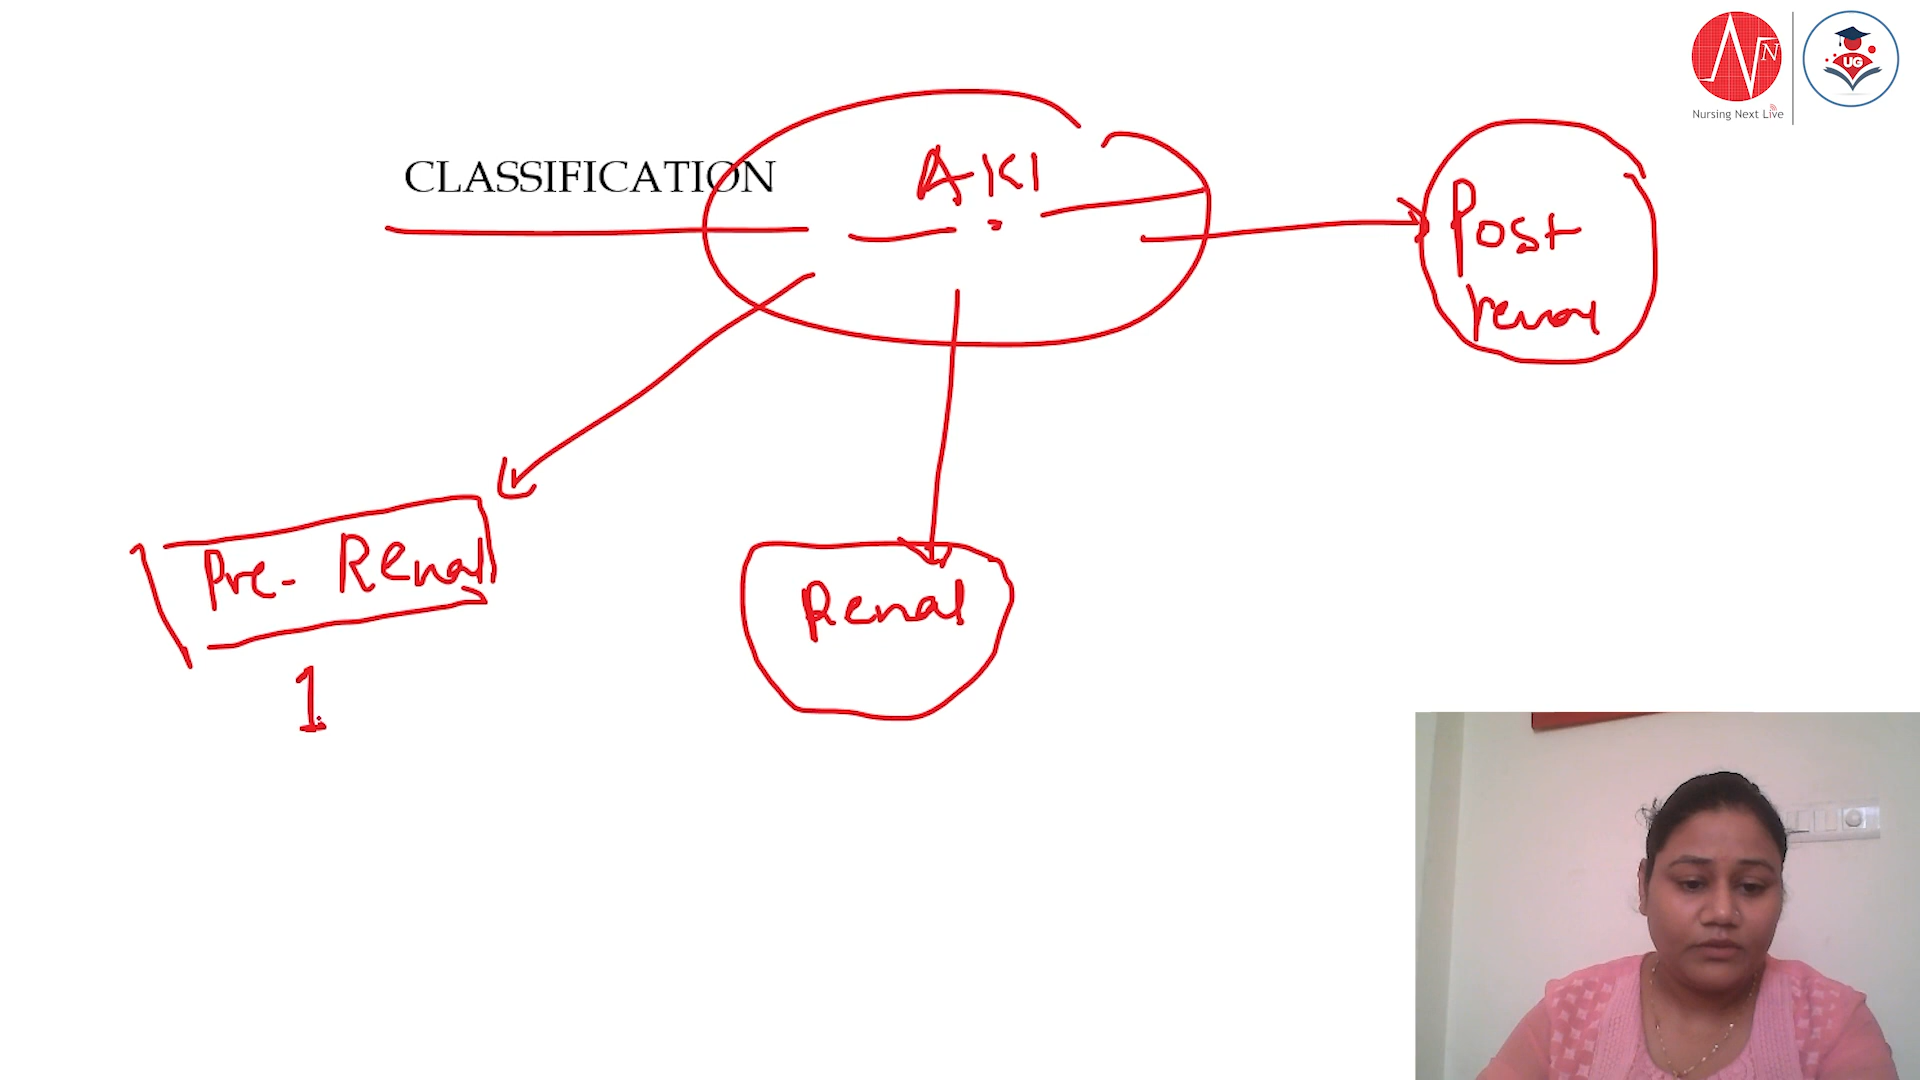 Nursing Next Live
UG
CLASSIFICATION
AKI
Post
renal
Pre- Renal
Renal
1